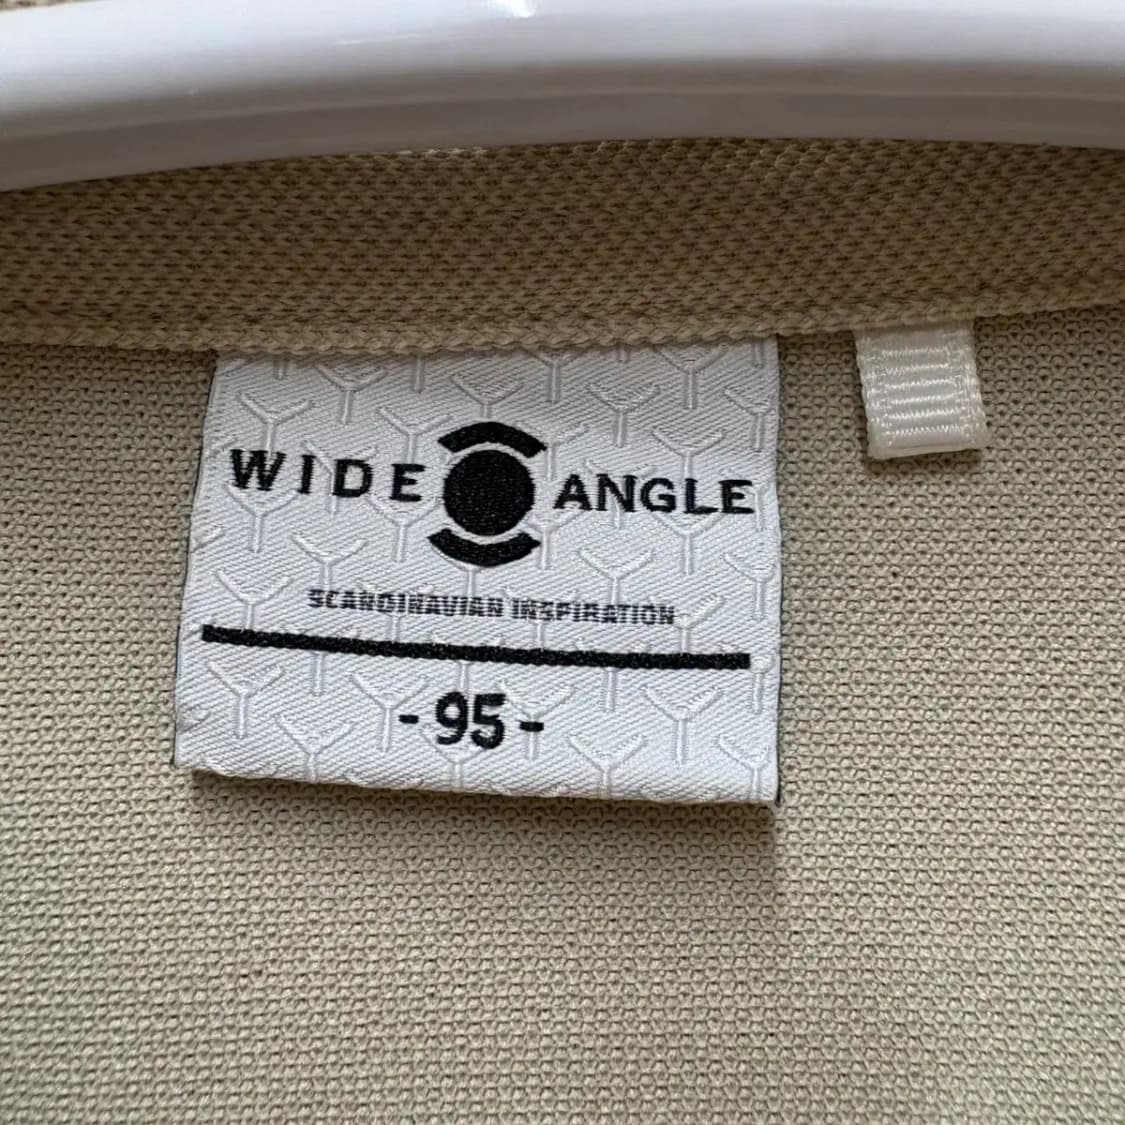 WIDE ANGLE
SCANDINAVIAN INSPIRATION
- 95 -